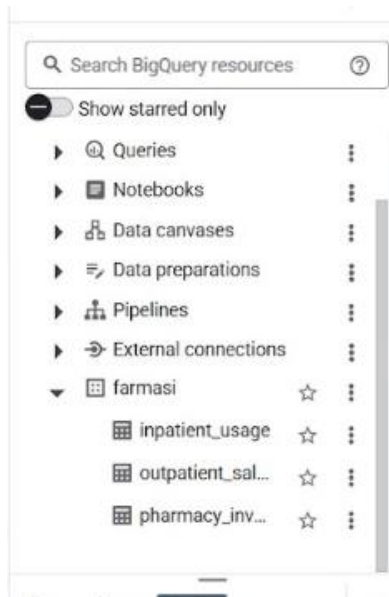 Search BigQuery resources
Show starred only
Queries
Notebooks
Data canvases
Data preparations
Pipelines
External connections
farmasi
inpatient_usage
outpatient_sal...
pharmacy_inv...